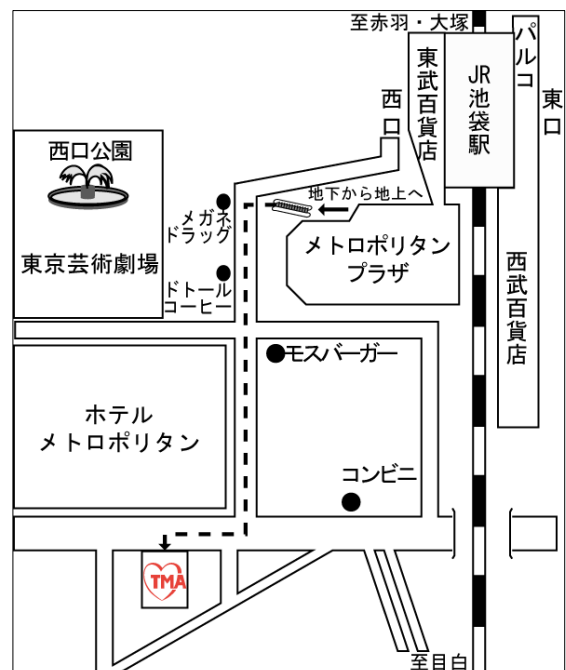 至赤羽・大塚
パルコ
東武百貨店
JR池袋駅
東口
西口
西口公園
地下から地上へ
メガネ
ドラッグ
メトロポリタン
プラザ
東京芸術劇場
西武百貨店
ドトール
コーヒー
モスバーガー
ホテル
メトロポリタン
コンビニ
TMA
至目白